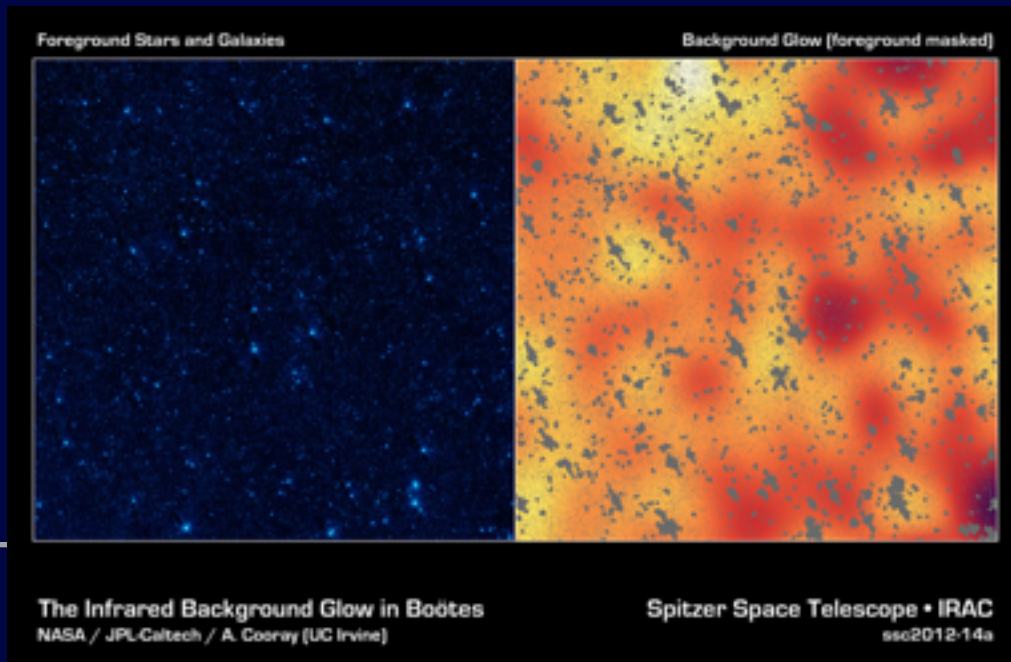 Foreground Stars and Galaxies
Background Glow (foreground masked)
The Infrared Background Glow in Boötes
NASA / JPL-Caltech / A. Cooray (UC Irvine)
Spitzer Space Telescope • IRAC
ssc2012-14a